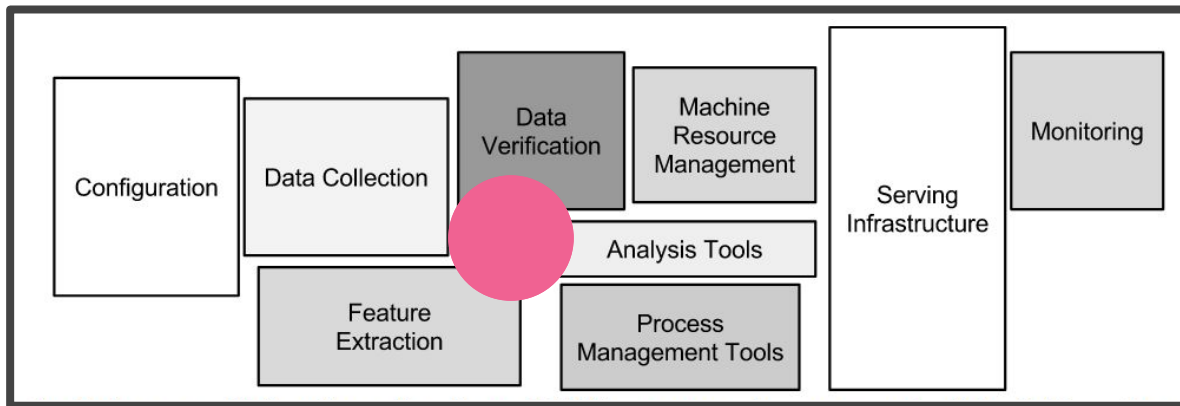 Configuration
Data Collection
Feature
Extraction
Data
Verification
Machine
Resource
Management
Analysis Tools
Process
Management Tools
Serving
Infrastructure
Monitoring